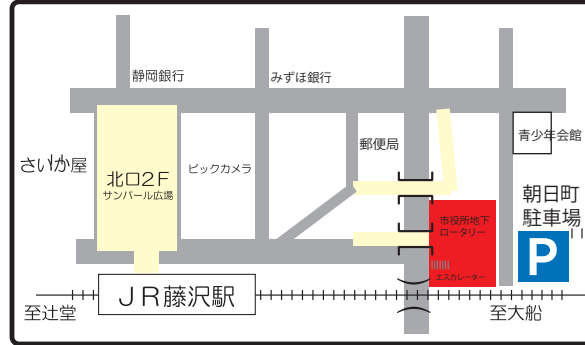 静岡銀行
みずほ銀行
青少年会館
郵便局
さいか屋
ビックカメラ
北口2F
サンパール広場
朝日町
駐車場
市役所地下
ロータリー
P
エスカレーター
JR藤沢駅
至辻堂
至大船